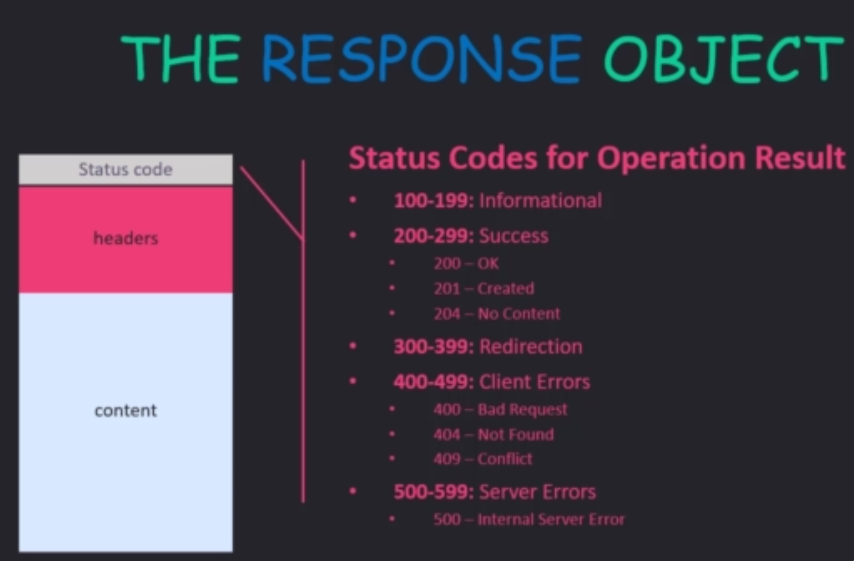 THE RESPONSE OBJECT
Status code
headers
content
Status Codes for Operation Result
• 100-199: Informational
• 200-299: Success
• 200 – OK
• 201 – Created
• 204 – No Content
• 300-399: Redirection
• 400-499: Client Errors
• 400 – Bad Request
• 404 – Not Found
• 409 – Conflict
• 500-599: Server Errors
• 500 – Internal Server Error